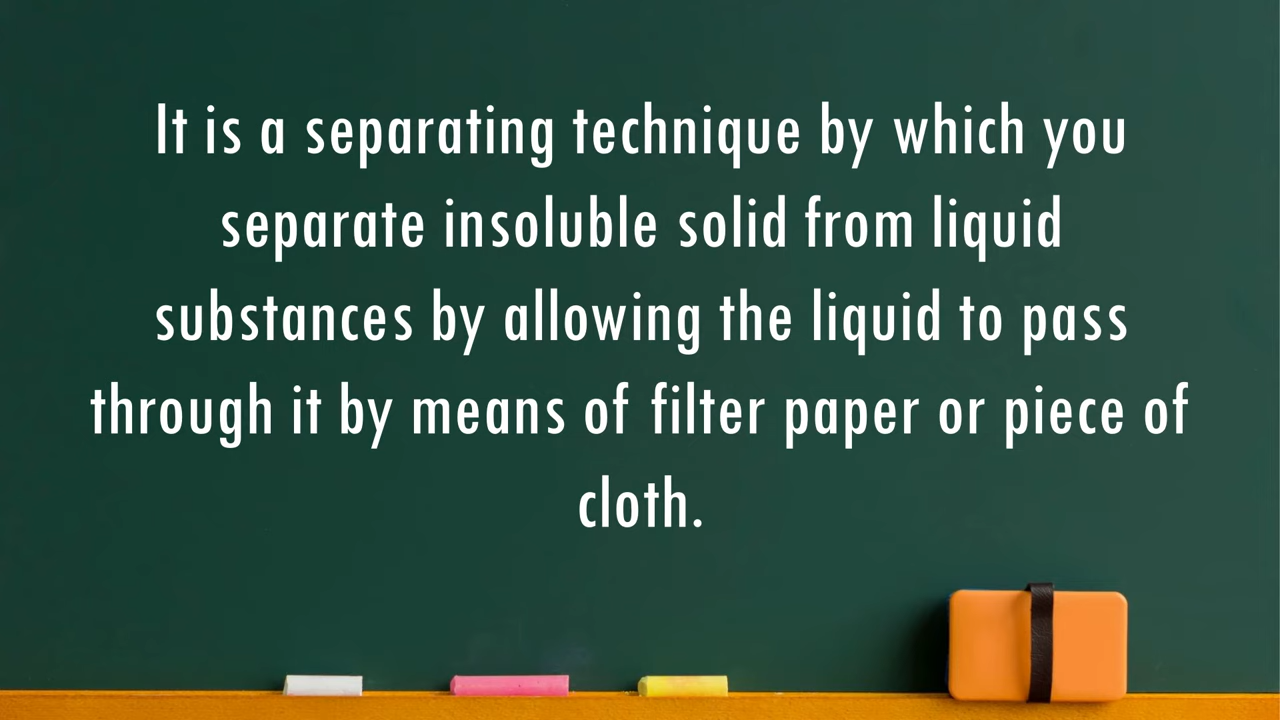 It is a separating technique by which you
separate insoluble solid from liquid
substances by allowing the liquid to pass
through it by means of filter paper or piece of
cloth.